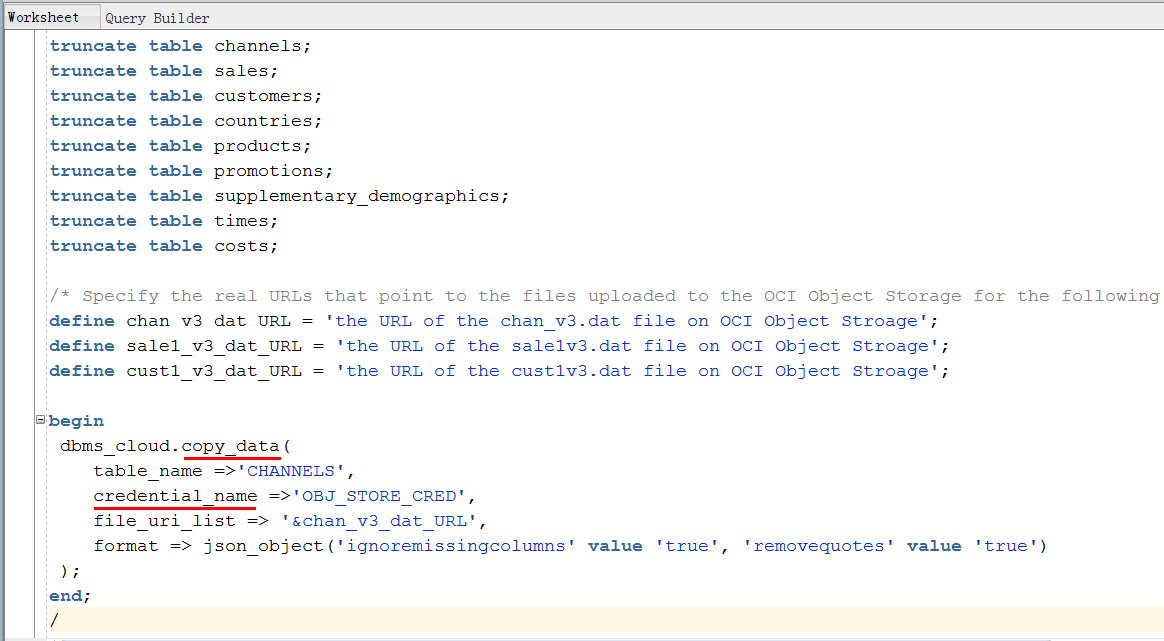 Worksheet Query Builder
truncate table channels;
truncate table sales;
truncate table customers;
truncate table countries;
truncate table products;
truncate table promotions;
truncate table supplementary_demographics;
truncate table times;
truncate table costs;
/* Specify the real URLs that point to the files uploaded to the OCI Object Storage for the following
define chan v3 dat URL = 'the URL of the chan_v3.dat file on OCI Object Stroage';
define sale1_v3_dat_URL = 'the URL of the sale1v3.dat file on OCI Object Stroage';
define cust1_v3_dat_URL = 'the URL of the cust1v3.dat file on OCI Object Stroage';
begin
dbms_cloud.copy_data(
table_name =>'CHANNELS',
credential_name =>'OBJ_STORE_CRED',
file_uri_list => '&chan_v3_dat_URL',
format => json_object('ignoremissingcolumns' value 'true', 'removequotes' value 'true')
);
end;
/